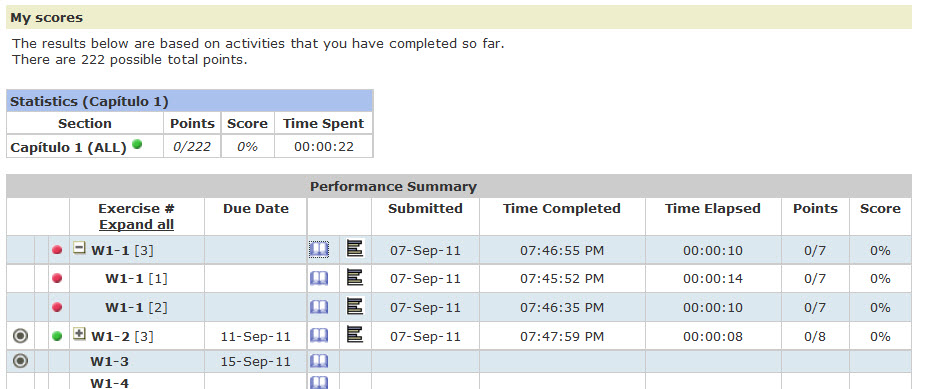 My scores
The results below are based on activities that you have completed so far.
There are 222 possible total points.
Statistics (Capítulo 1)
Section Points Score Time Spent
Capítulo 1 (ALL) 0/222 0% 00:00:22
Performance Summary
Exercise # Due Date Submitted Time Completed Time Elapsed Points Score
Expand all
W1-1 [3] 07-Sep-11 07:46:55 PM 00:00:10 0/7 0%
W1-1 [1] 07-Sep-11 07:45:52 PM 00:00:14 0/7 0%
W1-1 [2] 07-Sep-11 07:46:35 PM 00:00:10 0/7 0%
W1-2 [3] 11-Sep-11 07-Sep-11 07:47:59 PM 00:00:08 0/8 0%
W1-3 15-Sep-11
W1-4